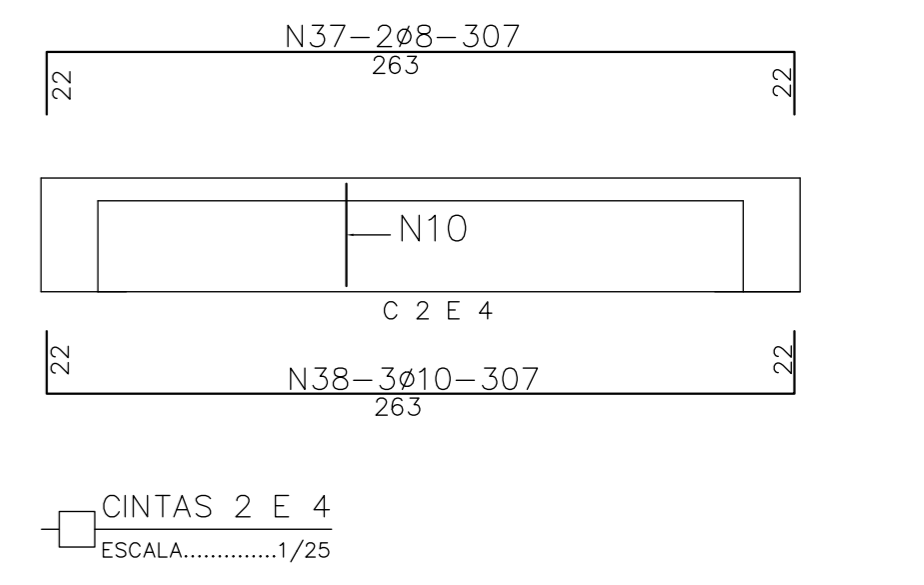 N37-2ø8-307
263
22
22
N10
C 2 E 4
22
22
N38-3ø10-307
263
CINTAS 2 E 4
ESCALA..............1/25